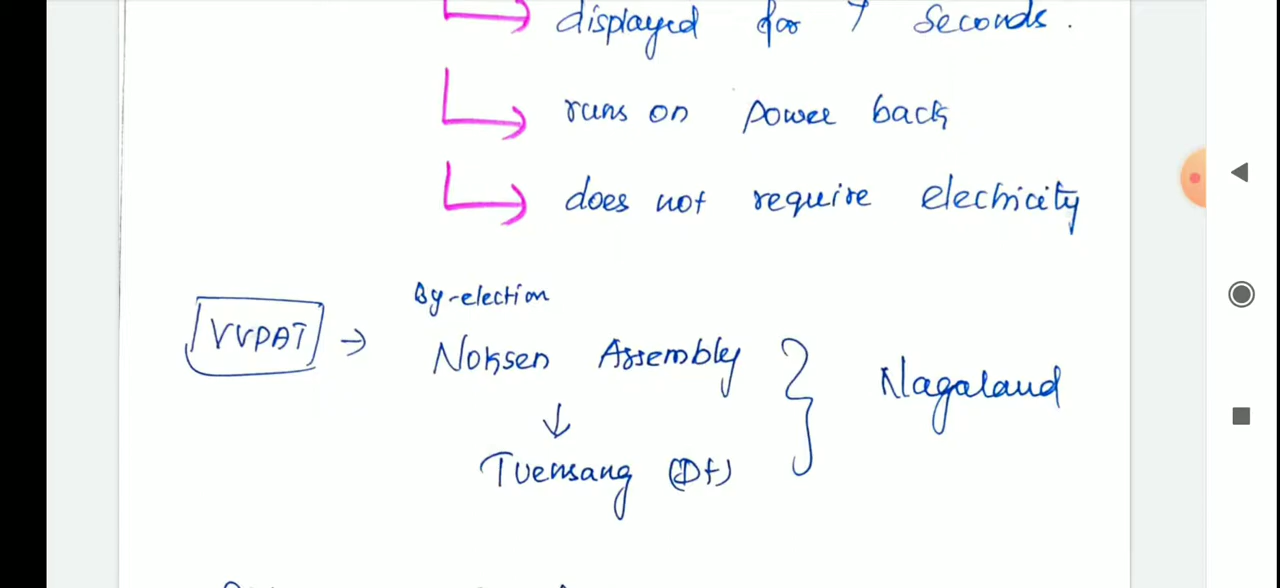 displayed for 7 seconds.
runs on power back
does not require electricity
By-election
VVPAT → Noksen Assembly
↓
Tuensang (Dt)
} Nagaland